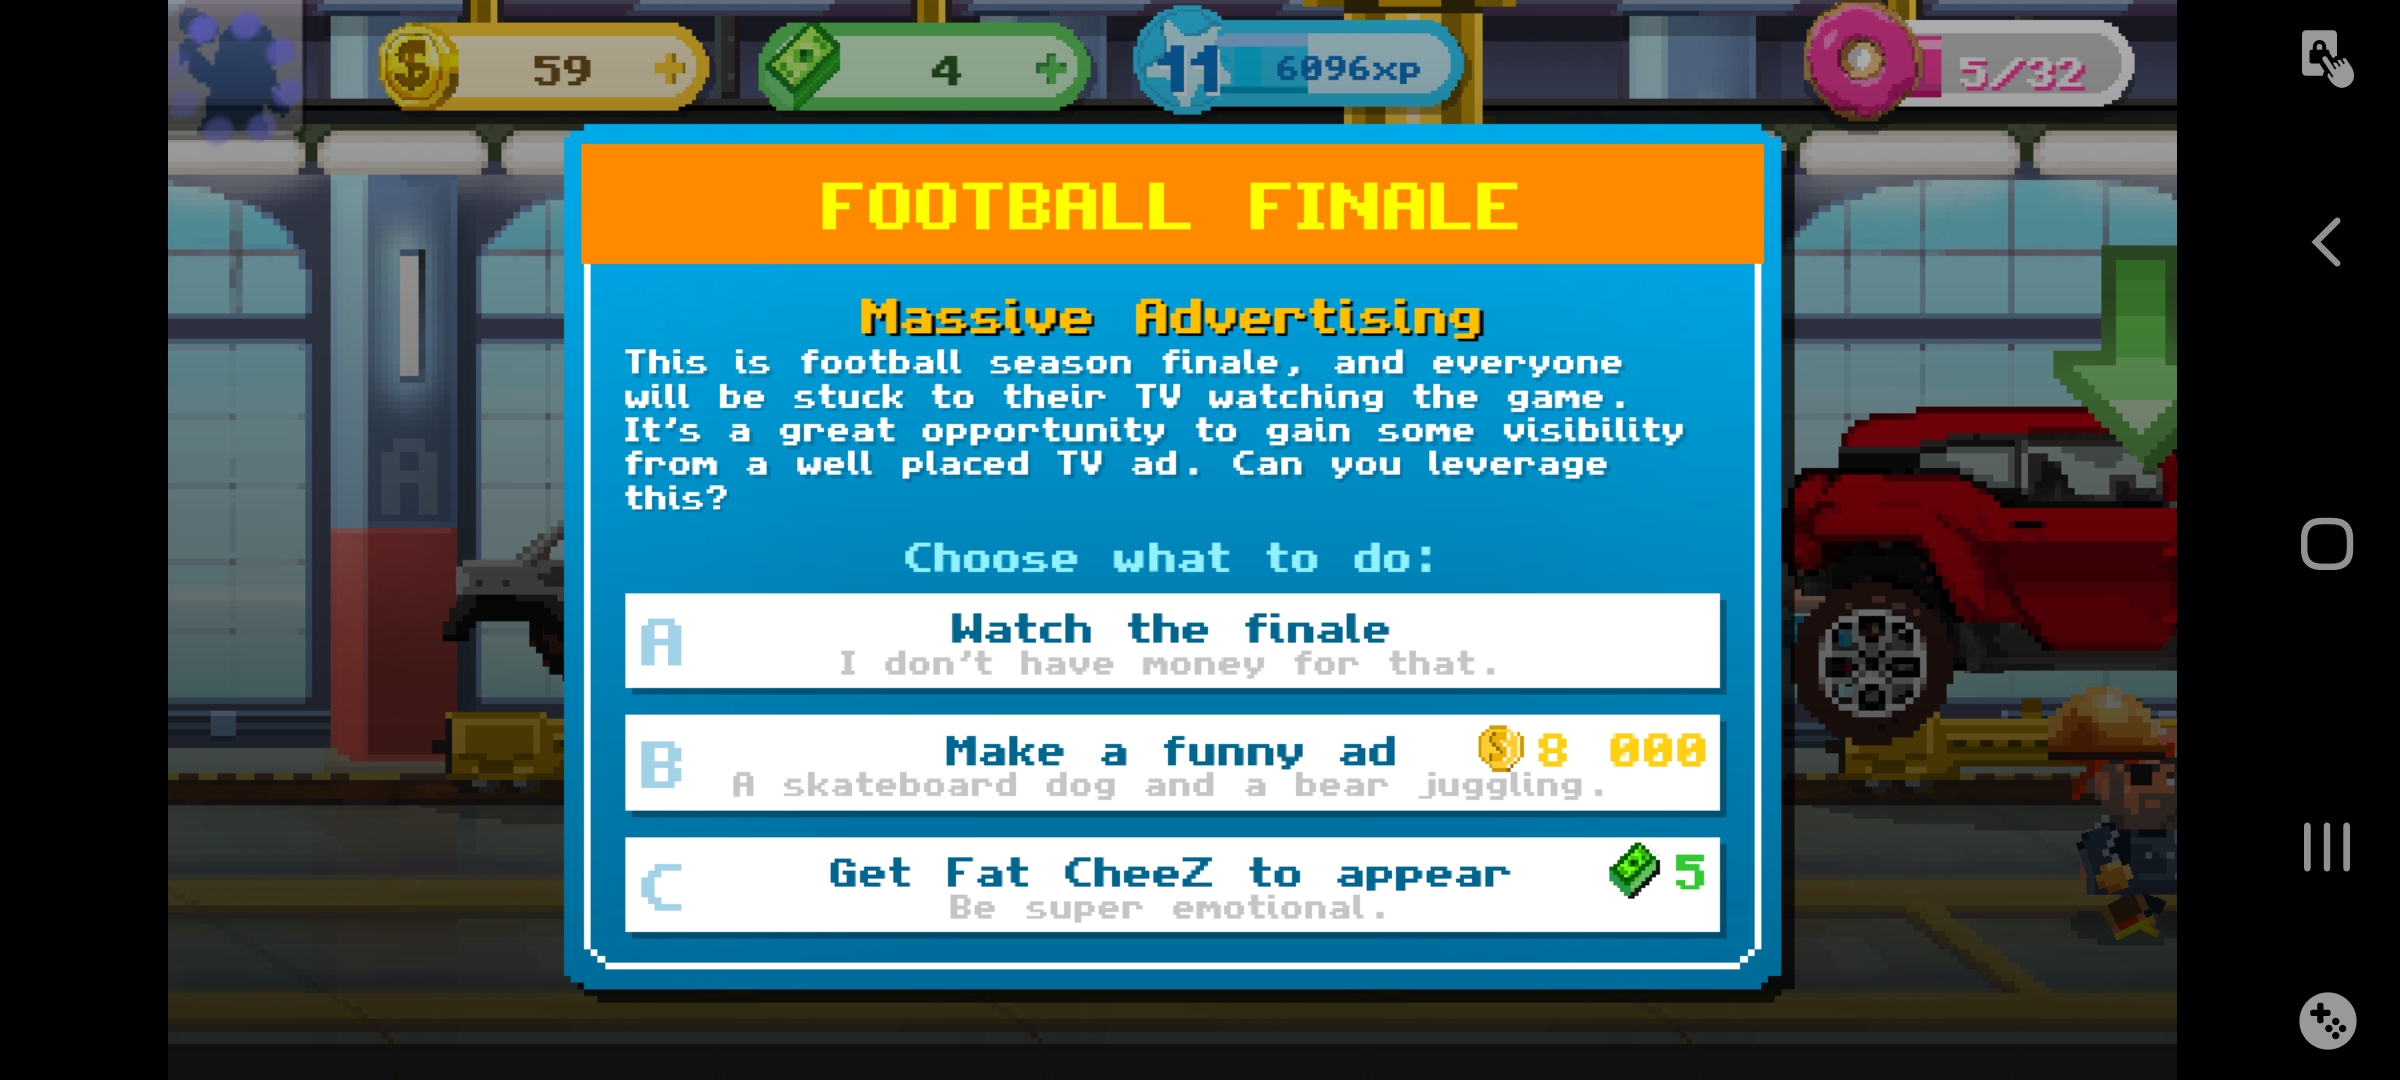 59
4
11
6096xp
5/32
FOOTBALL FINALE
Massive Advertising
This is football season finale, and everyone
will be stuck to their TV watching the game.
It's a great opportunity to gain some visibility
from a well placed TV ad. Can you leverage
this?
Choose what to do:
A
Watch the finale
I don't have money for that.
B
Make a funny ad
8 000
A skateboard dog and a bear juggling.
C
Get Fat CheeZ to appear
5
Be super emotional.
A